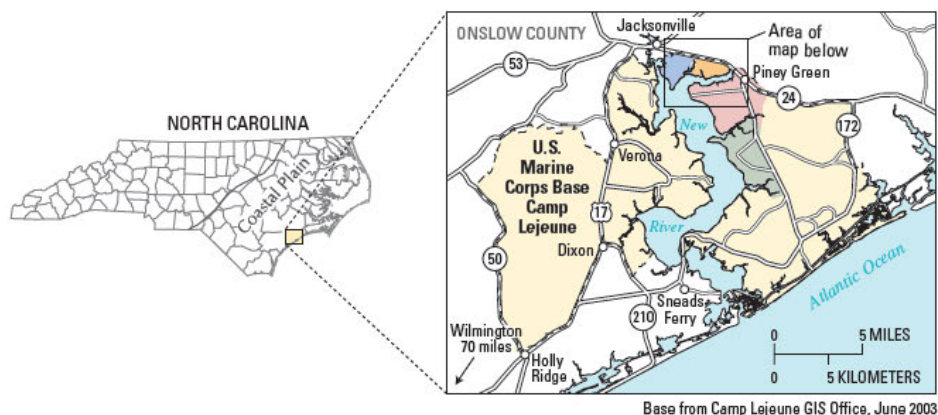 NORTH CAROLINA
Coastal Plain
ONSLOW COUNTY
Jacksonville
Area of
map below
53
Piney Green
24
New
172
U.S.
Marine
Corps Base
Camp
Lejeune
Verona
17
River
Dixon
50
Atlantic Ocean
Sneads
Ferry
210
Wilmington
70 miles
Holly
Ridge
0 5 MILES
0 5 KILOMETERS
Base from Camp Lejeune GIS Office, June 2003